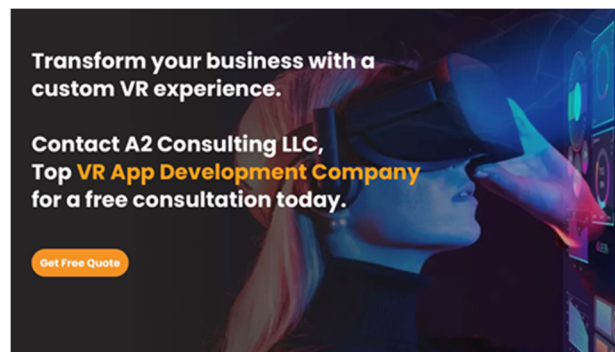 Transform your business with a
custom VR experience.
Contact A2 Consulting LLC,
Top VR App Development Company
for a free consultation today.
Get Free Quote